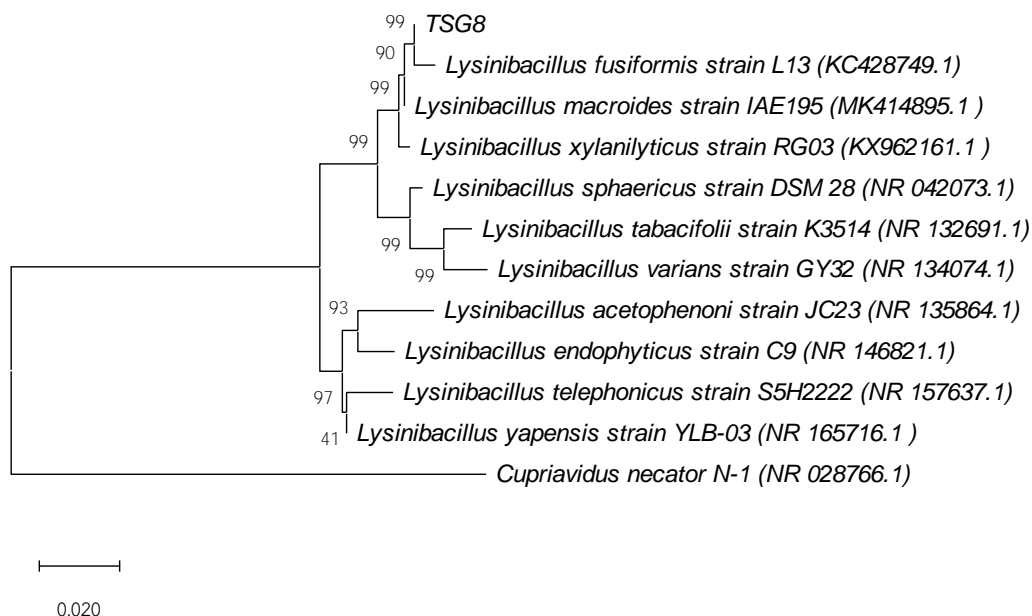 99
TSG8
90
Lysinibacillus fusiformis strain L13 (KC428749.1)
99
Lysinibacillus macroides strain IAE195 (MK414895.1 )
99
Lysinibacillus xylanilyticus strain RG03 (KX962161.1 )
Lysinibacillus sphaericus strain DSM 28 (NR 042073.1)
Lysinibacillus tabacifolii strain K3514 (NR 132691.1)
99
Lysinibacillus varians strain GY32 (NR 134074.1)
99
93
Lysinibacillus acetophenoni strain JC23 (NR 135864.1)
Lysinibacillus endophyticus strain C9 (NR 146821.1)
97
Lysinibacillus telephonicus strain S5H2222 (NR 157637.1)
41
Lysinibacillus yapensis strain YLB-03 (NR 165716.1 )
Cupriavidus necator N-1 (NR 028766.1)
0.020